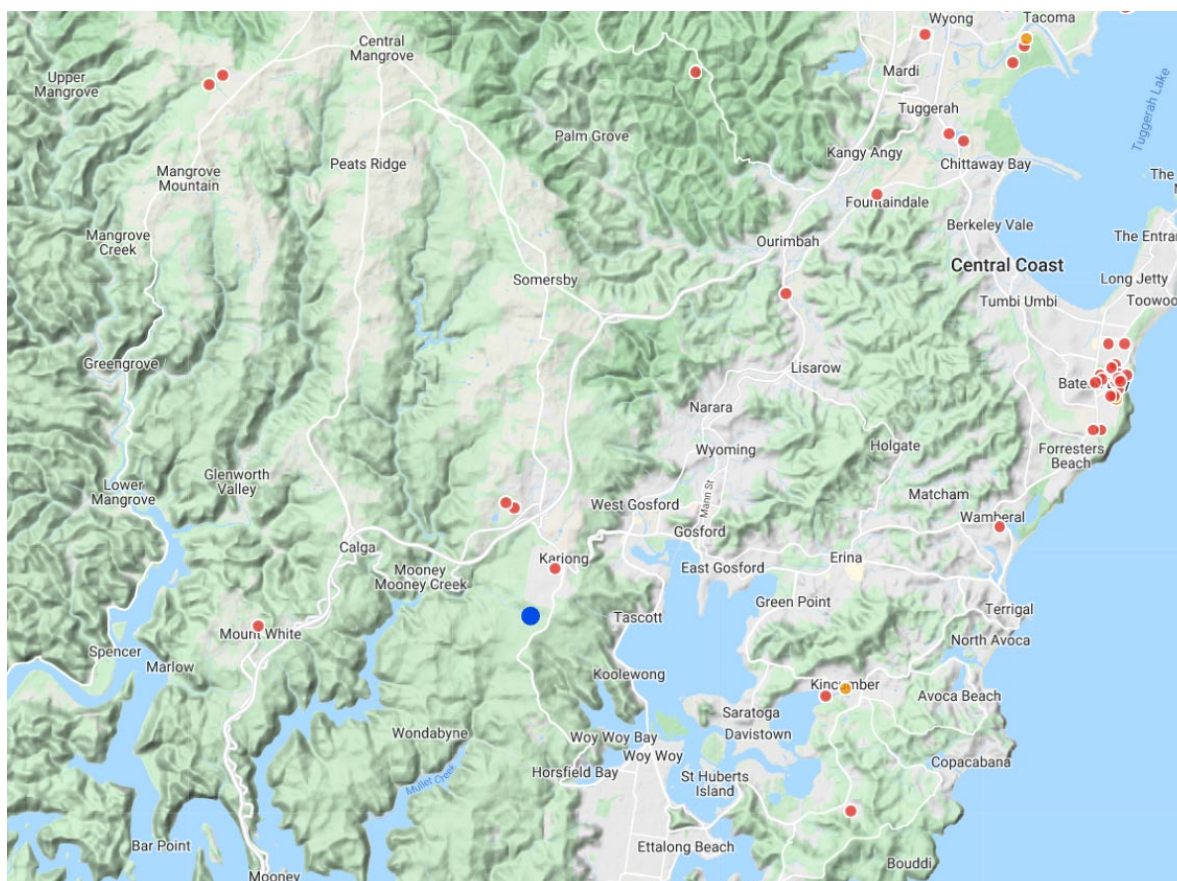 Wyong
Tacoma
Central
Mangrove
Upper
Mangrove
Mardi
Tuggerah
Tuggerah Lake
Palm Grove
Kangy Angy
Peats Ridge
Chittaway Bay
Mangrove
Mountain
The
Fountaindale
Berkeley Vale
Mangrove
Creek
Ourimbah
The Entra
Central Coast
Somersby
Long Jetty
Tumbi Umbi
Toowoo
Greengrove
Lisarow
Bate
Narara
Holgate
Wyoming
Forresters
Beach
Glenworth
Valley
Lower
Mangrove
Mann St
West Gosford
Matcham
Wamberal
Gosford
Calga
Kariong
Erina
Mooney
Mooney Creek
East Gosford
Green Point
Terrigal
Tascott
Mount White
North Avoca
Spencer
Marlow
Koolewong
Kincumber
Avoca Beach
Saratoga
Davistown
Wondabyne
Woy Woy Bay
Woy Woy
Copacabana
Horsfield Bay
St Huberts
Island
Mullet Creek
Bar Point
Ettalong Beach
Bouddi
Mooney